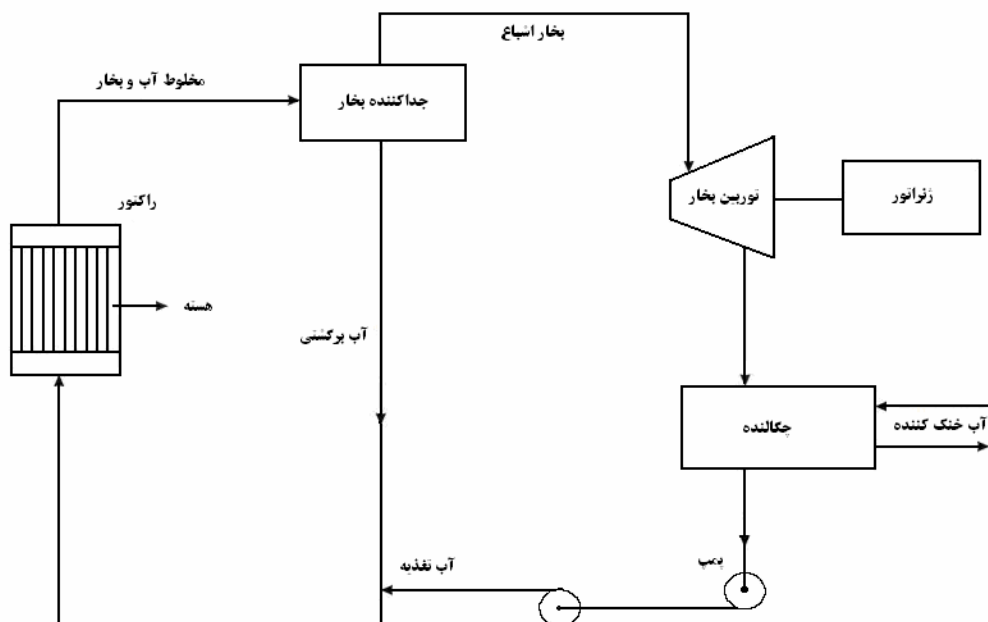 بخار اشباع
مخلوط آب و بخار
جداکننده بخار
توربین بخار
ژنراتور
راکتور
هسته
آب برگشتی
چگالنده
آب خنک کننده
پمپ
آب تغذیه